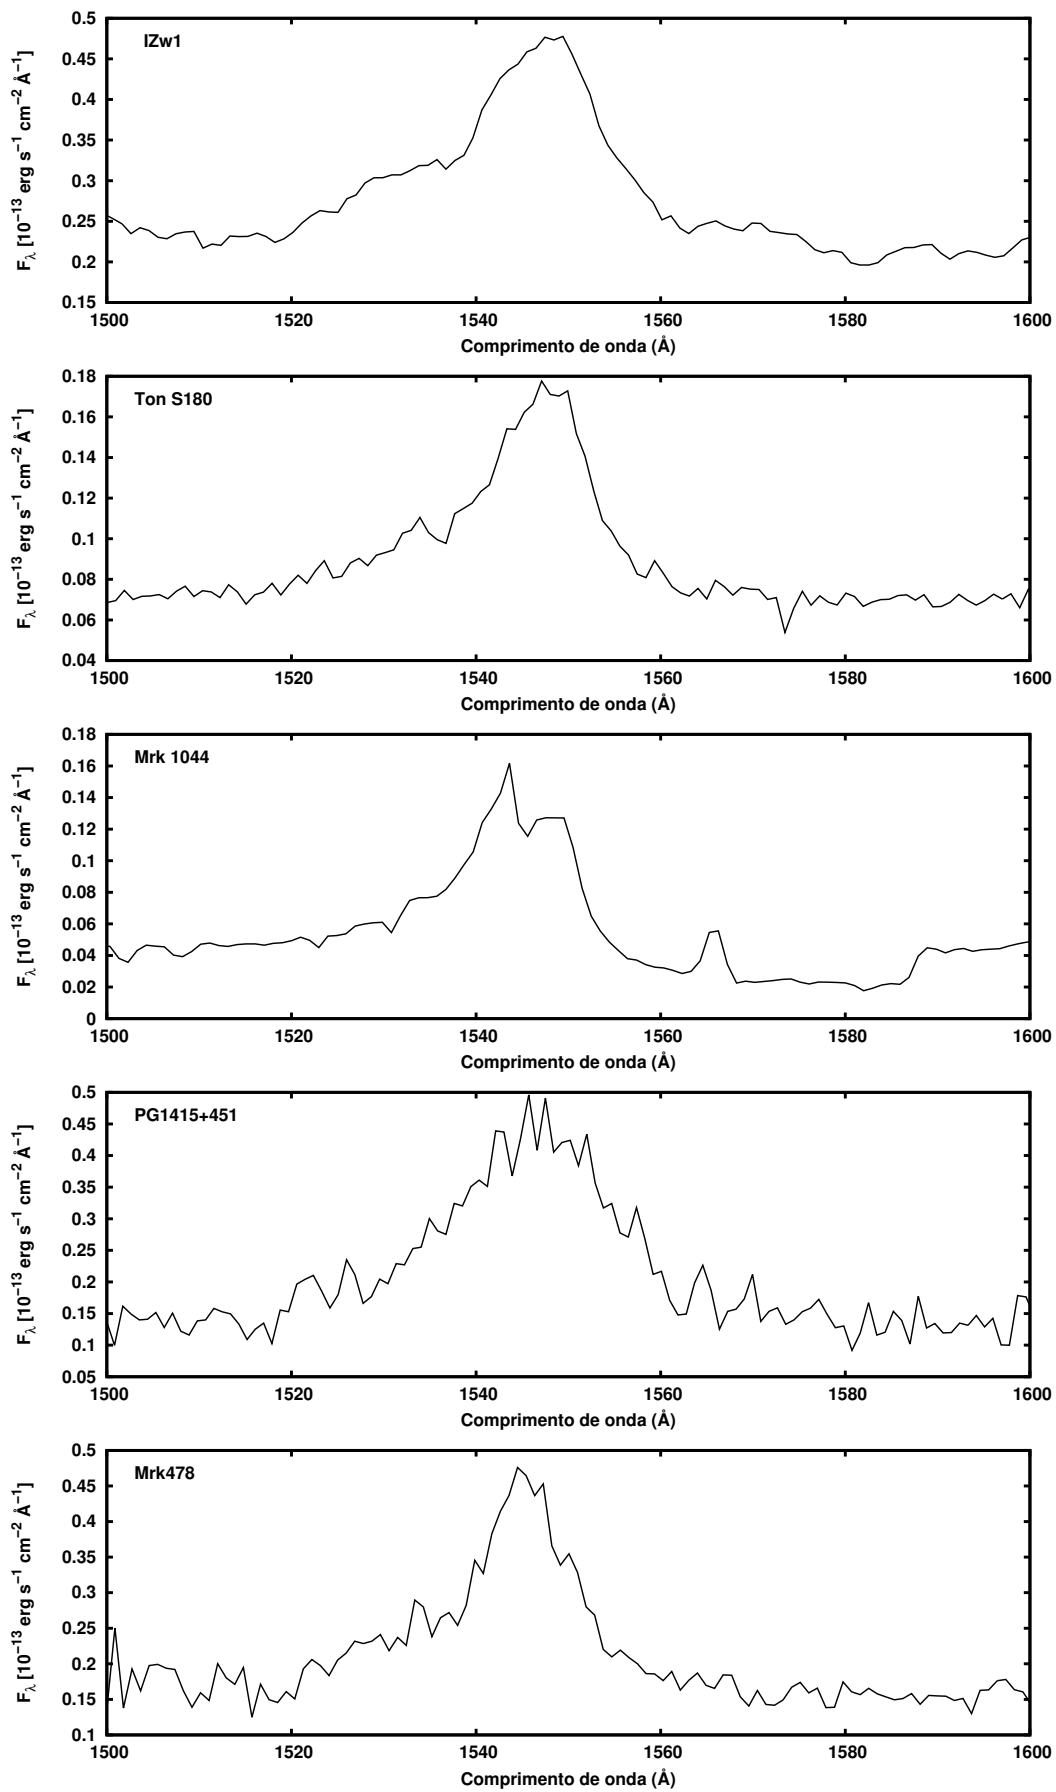 IZw1
F_λ [10⁻¹³ erg s⁻¹ cm⁻² Å⁻¹]
0.5
0.45
0.4
0.35
0.3
0.25
0.2
0.15
1500 1520 1540 1560 1580 1600
Comprimento de onda (Å)
Ton S180
F_λ [10⁻¹³ erg s⁻¹ cm⁻² Å⁻¹]
0.18
0.16
0.14
0.12
0.1
0.08
0.06
0.04
1500 1520 1540 1560 1580 1600
Comprimento de onda (Å)
Mrk 1044
F_λ [10⁻¹³ erg s⁻¹ cm⁻² Å⁻¹]
0.18
0.16
0.14
0.12
0.1
0.08
0.06
0.04
0.02
0
1500 1520 1540 1560 1580 1600
Comprimento de onda (Å)
PG1415+451
F_λ [10⁻¹³ erg s⁻¹ cm⁻² Å⁻¹]
0.5
0.45
0.4
0.35
0.3
0.25
0.2
0.15
0.1
0.05
1500 1520 1540 1560 1580 1600
Comprimento de onda (Å)
Mrk478
F_λ [10⁻¹³ erg s⁻¹ cm⁻² Å⁻¹]
0.5
0.45
0.4
0.35
0.3
0.25
0.2
0.15
0.1
1500 1520 1540 1560 1580 1600
Comprimento de onda (Å)